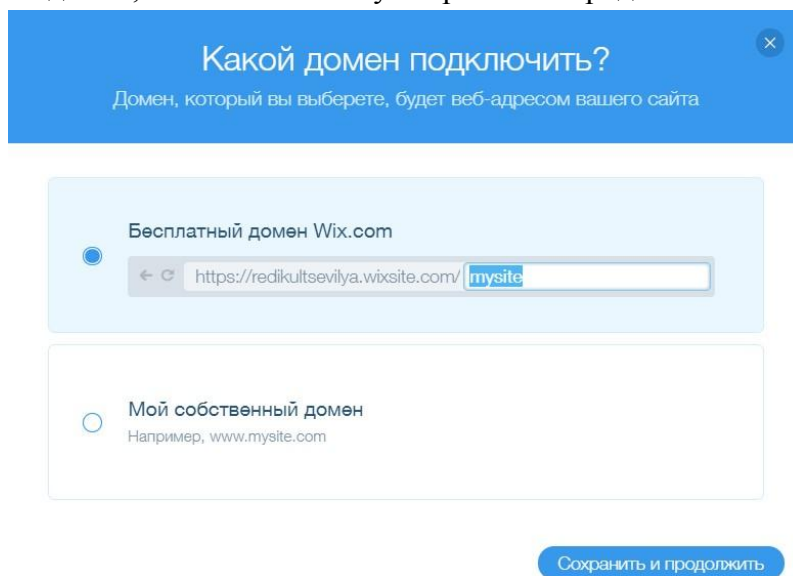 Какой домен подключить?
Домен, который вы выберете, будет веб-адресом вашего сайта
Бесплатный домен Wix.com
https://redikultsevilya.wixsite.com/ mysite
Мой собственный домен
Например, www.mysite.com
Сохранить и продолжить